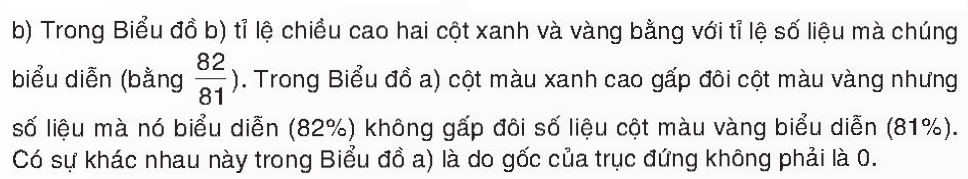 b) Trong Biểu đồ b) tỉ lệ chiều cao hai cột xanh và vàng bằng với tỉ lệ số liệu mà chúng
biểu diễn (bằng 82/81). Trong Biểu đồ a) cột màu xanh cao gấp đôi cột màu vàng nhưng
số liệu mà nó biểu diễn (82%) không gấp đôi số liệu cột màu vàng biểu diễn (81%).
Có sự khác nhau này trong Biểu đồ a) là do gốc của trục đứng không phải là 0.